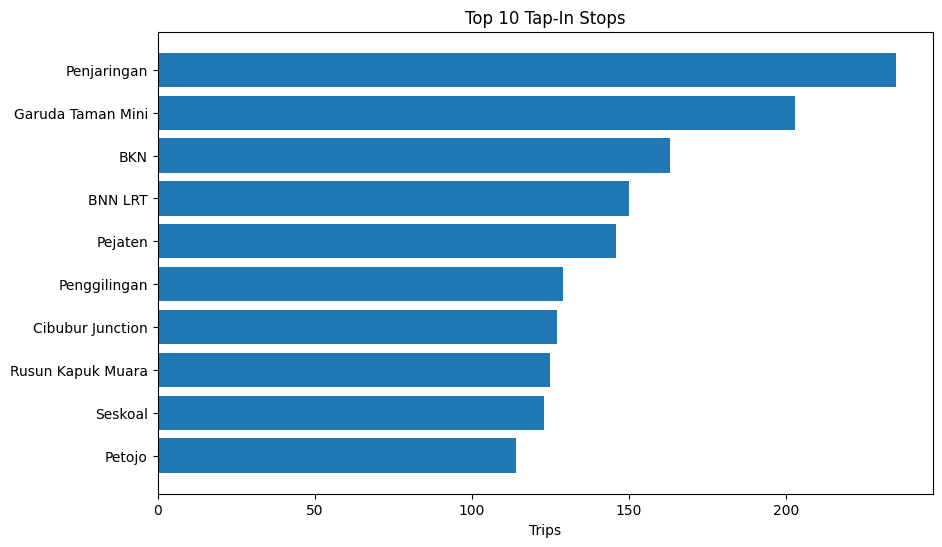 Top 10 Tap-In Stops
Penjaringan
Garuda Taman Mini
BKN
BNN LRT
Pejaten
Penggilingan
Cibubur Junction
Rusun Kapuk Muara
Seskoal
Petojo
0 50 100 150 200
Trips